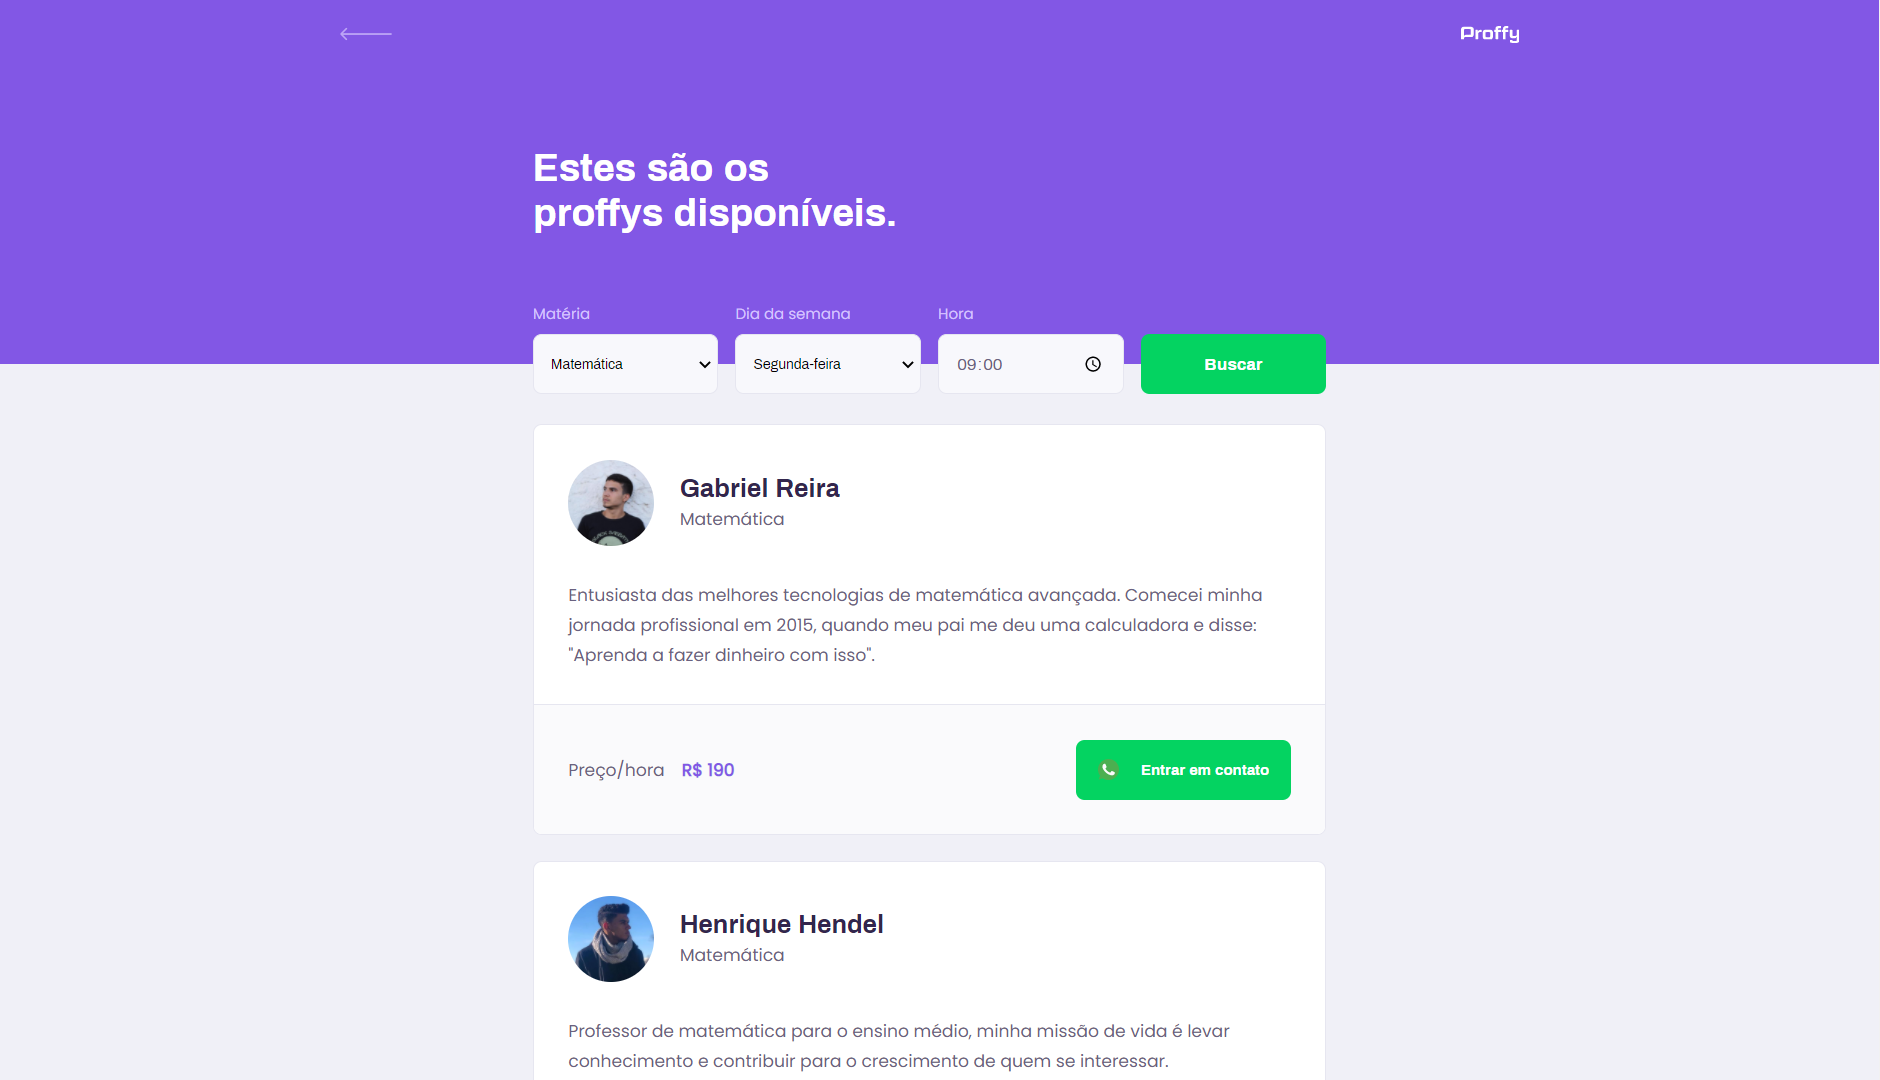 Proffy
Estes são os
proffys disponíveis.
Matéria
Dia da semana
Hora
Matemática
Segunda-feira
09:00
Buscar
Gabriel Reira
Matemática
Entusiasta das melhores tecnologias de matemática avançada. Comecei minha
jornada profissional em 2015, quando meu pai me deu uma calculadora e disse:
"Aprenda a fazer dinheiro com isso".
Preço/hora R$ 190
Entrar em contato
Henrique Hendel
Matemática
Professor de matemática para o ensino médio, minha missão de vida é levar
conhecimento e contribuir para o crescimento de quem se interessar.